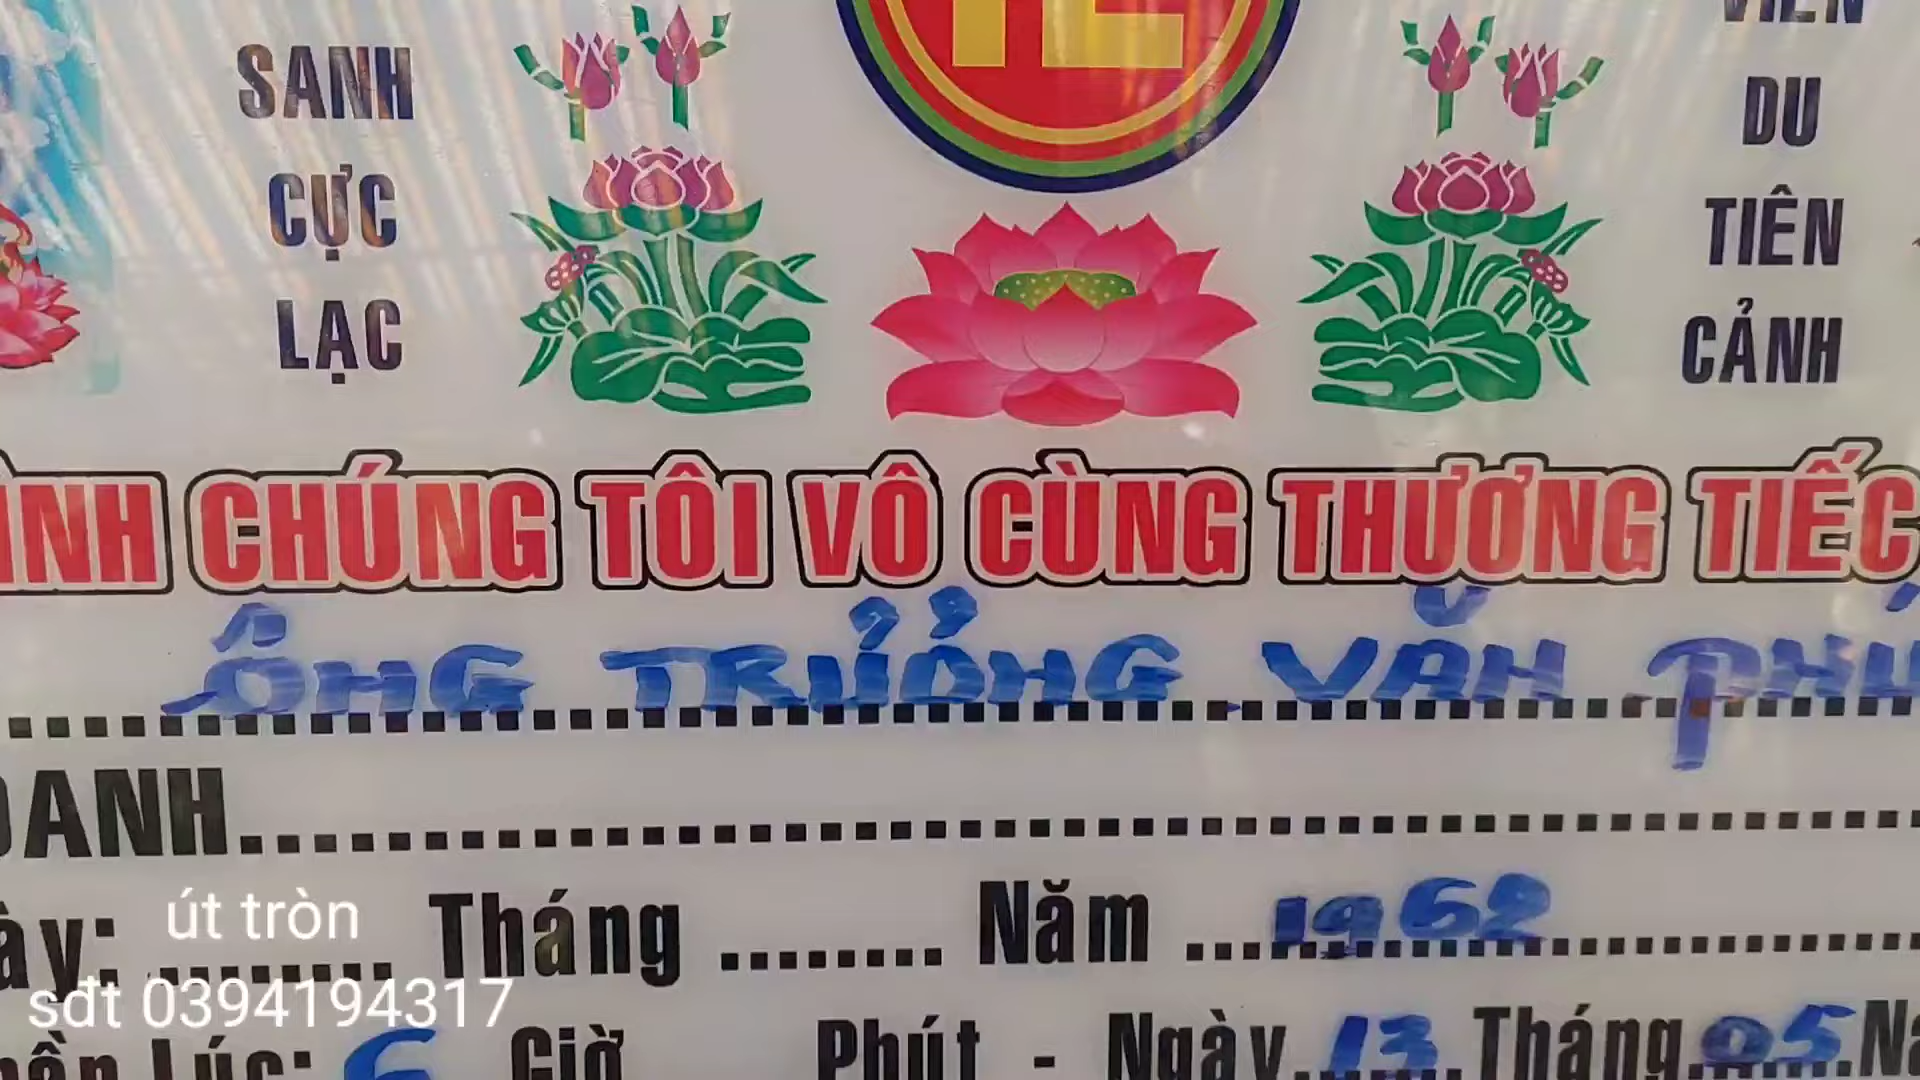 SANH
CỰC
LẠC
DU
TIÊN
CẢNH
CHÚNG TÔI VÔ CÙNG THƯƠNG TIẾC
ÔNG TRƯỞNG VĂN
Tháng ........ Năm ...1962
út tròn
sđt 0394194317
Lúc: 6 Giờ Phút - Ngày 13 Tháng 05